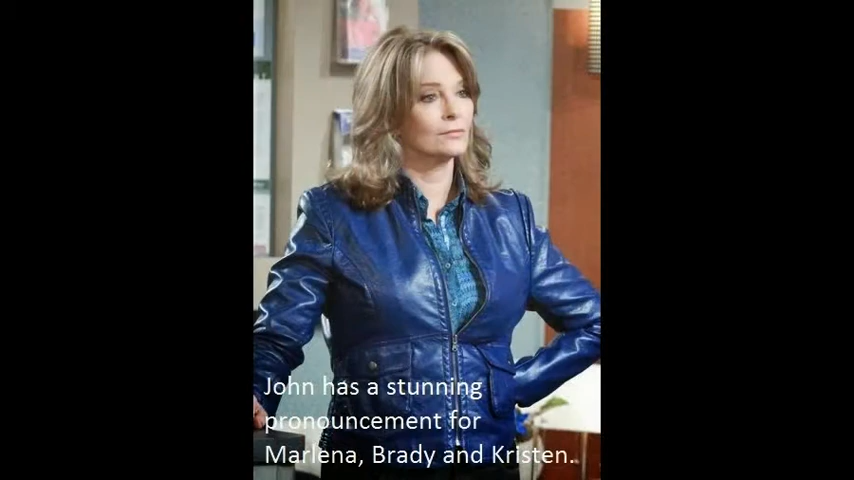 John has a stunning
pronouncement for
Marlena, Brady and Kristen.